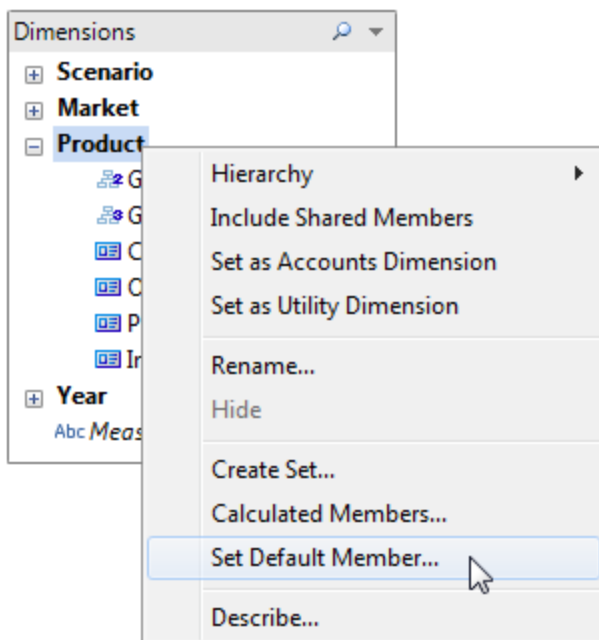 Dimensions
Scenario
Market
Product
Hierarchy
Include Shared Members
Set as Accounts Dimension
Set as Utility Dimension
Year
Abc
Rename...
Hide
Create Set...
Calculated Members...
Set Default Member...
Describe...